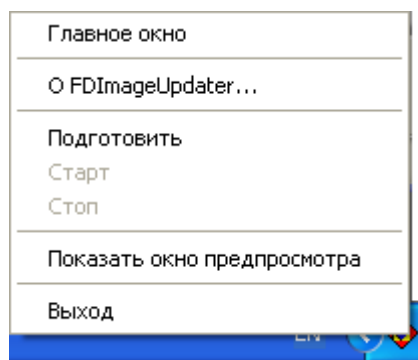 Главное окно
О FDImageUpdater...
Подготовить
Старт
Стоп
Показать окно предпросмотра
Выход
EN